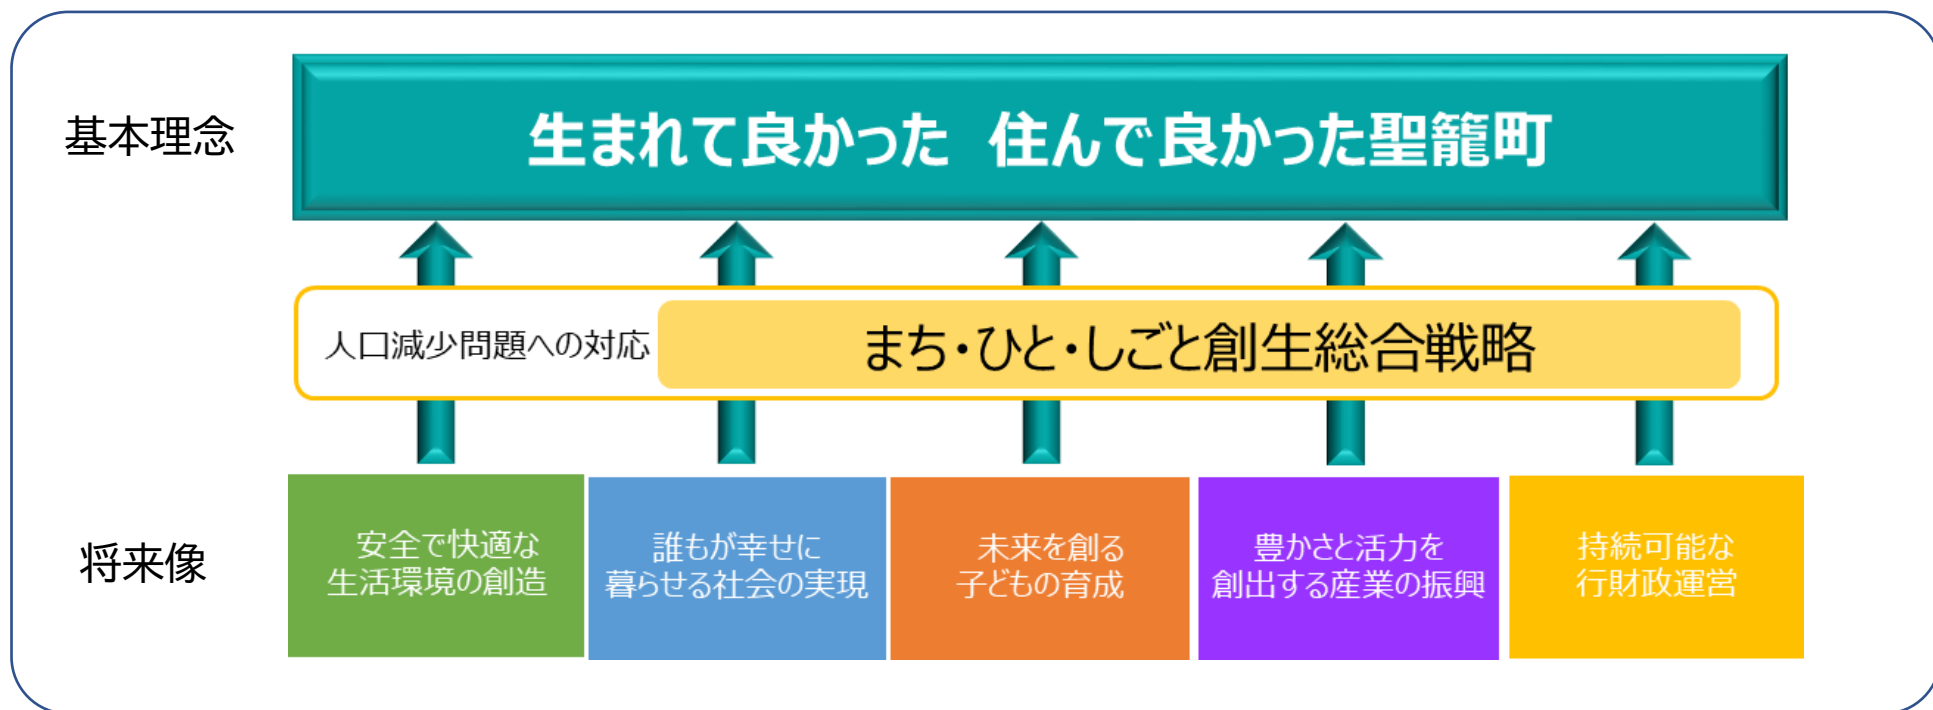 基本理念
生まれて良かった 住んで良かった聖籠町
人口減少問題への対応
まち・ひと・しごと創生総合戦略
将来像
安全で快適な
生活環境の創造
誰もが幸せに
暮らせる社会の実現
未来を創る
子どもの育成
豊かさと活力を
創出する産業の振興
持続可能な
行財政運営